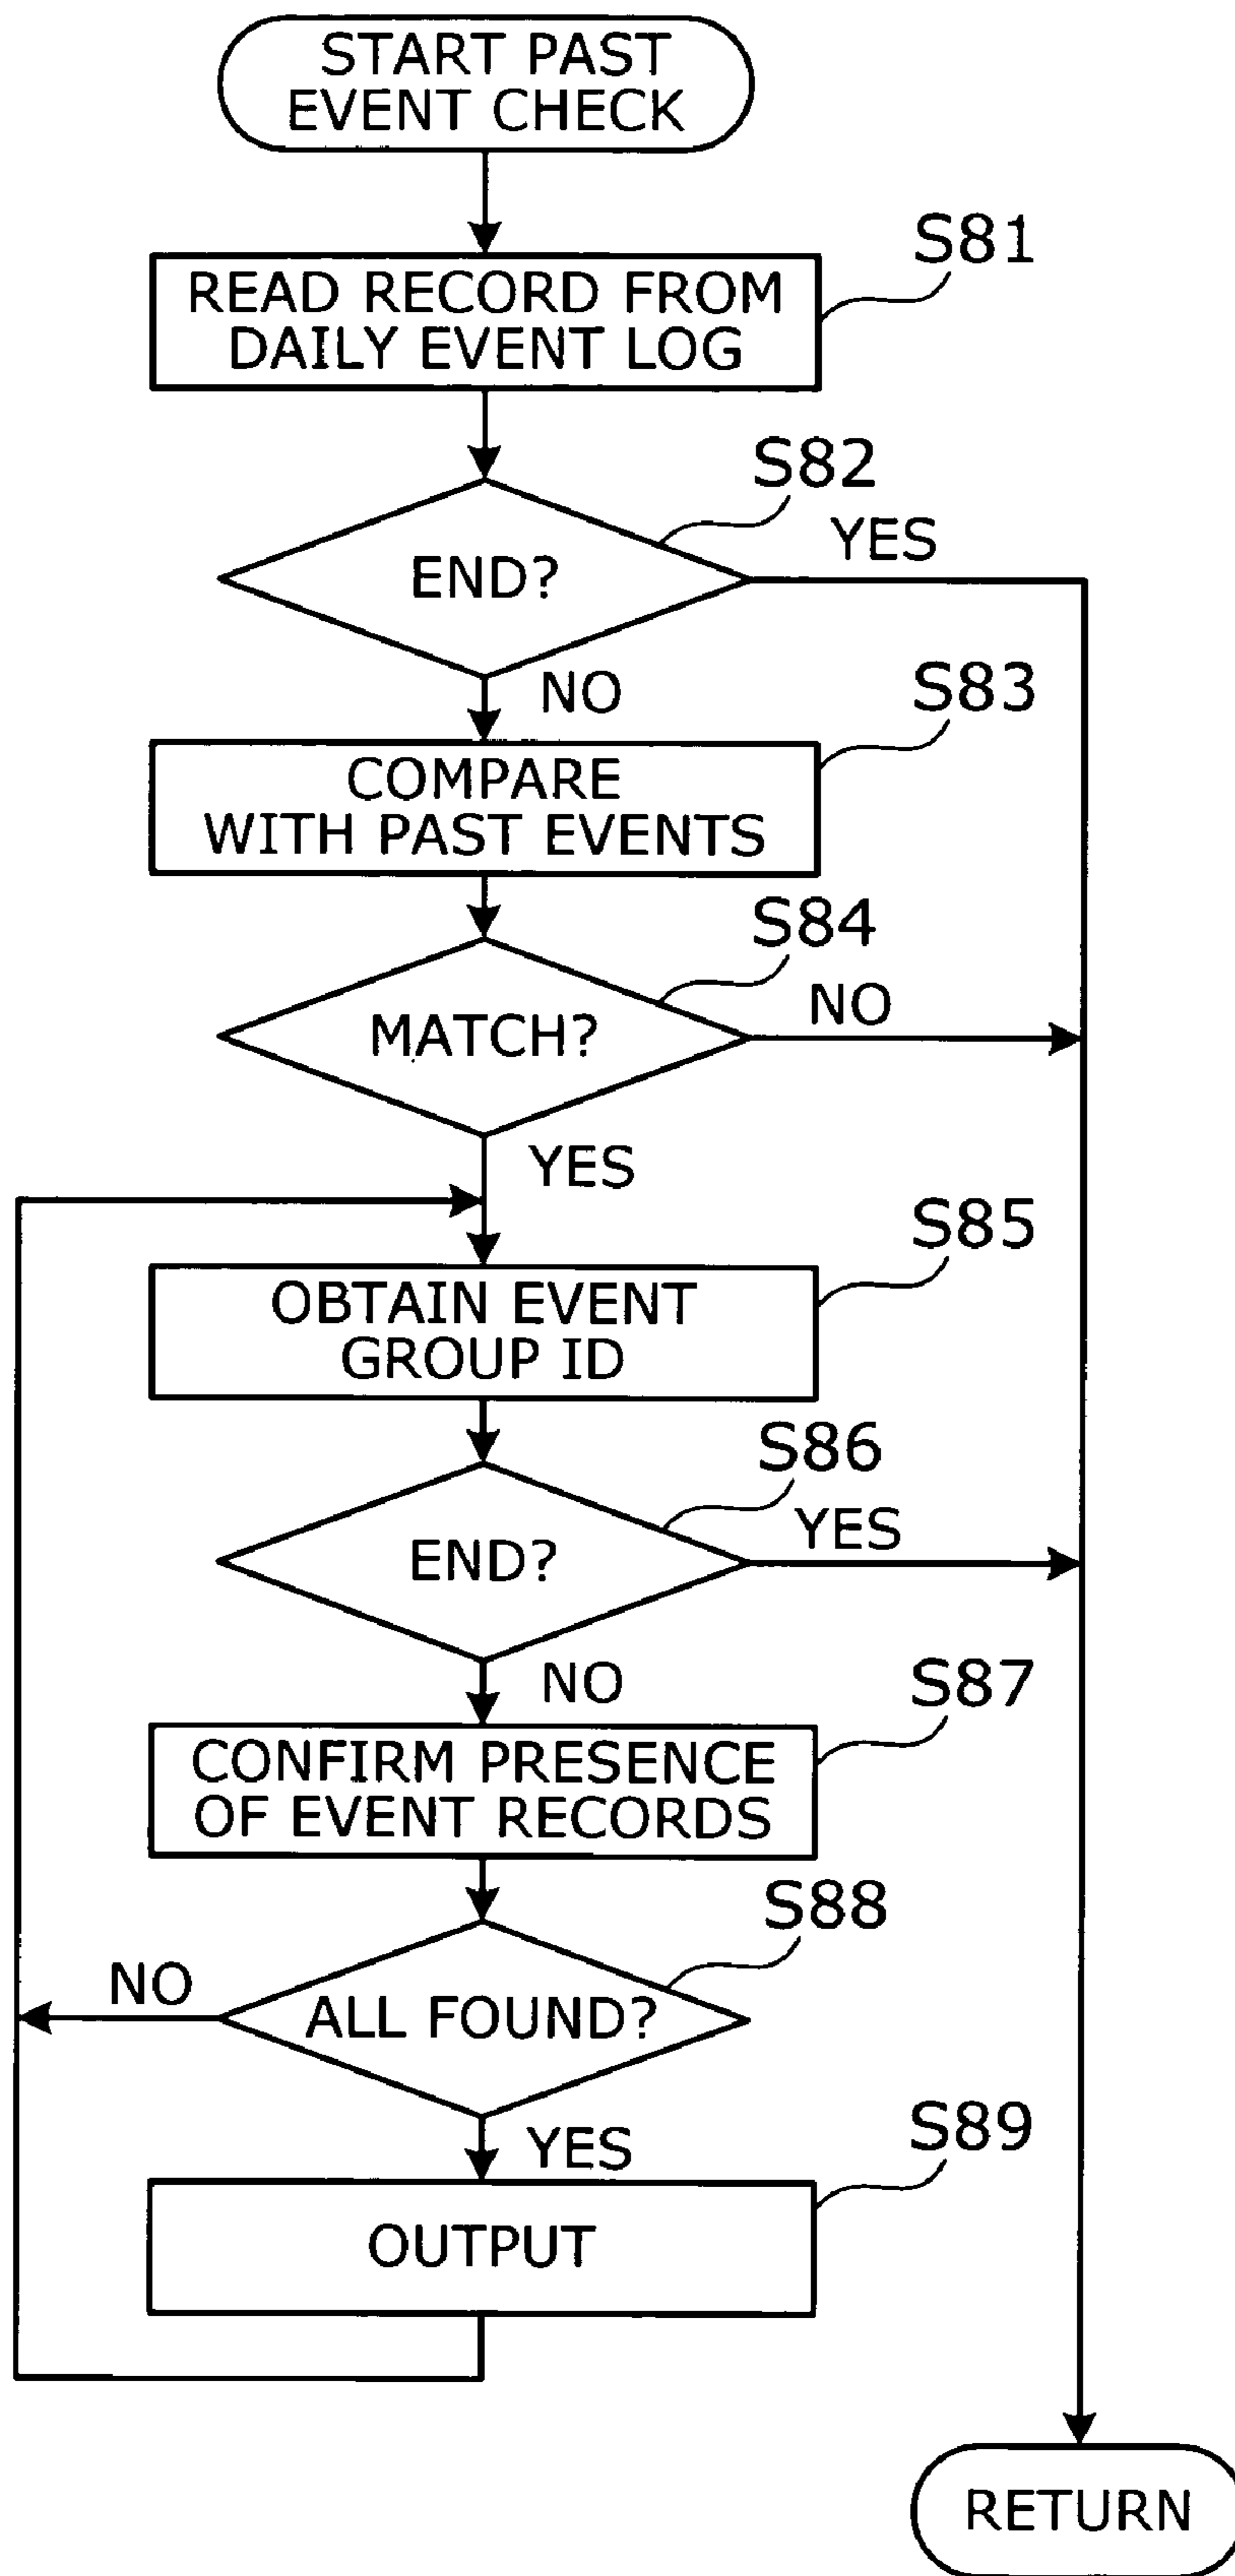 START PAST
EVENT CHECK
S81
READ RECORD FROM
DAILY EVENT LOG
S82
END?
YES
NO
S83
COMPARE
WITH PAST EVENTS
S84
MATCH?
NO
YES
S85
OBTAIN EVENT
GROUP ID
S86
END?
YES
NO
S87
CONFIRM PRESENCE
OF EVENT RECORDS
S88
NO
ALL FOUND?
YES
S89
OUTPUT
RETURN